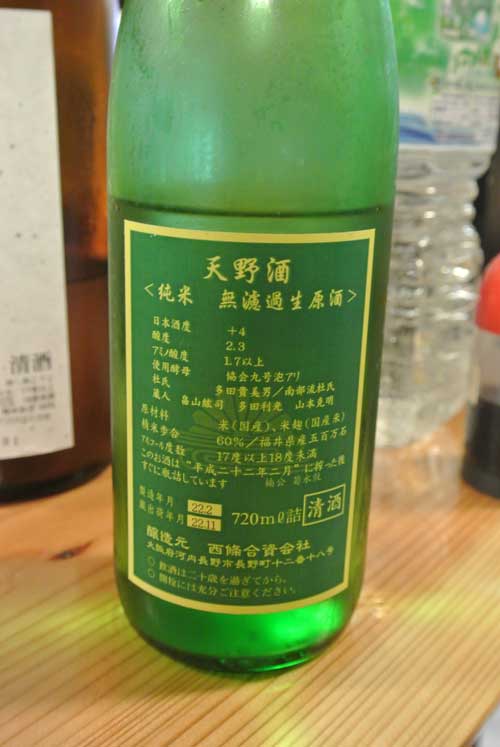 天野酒
<純米　無濾過生原酒>
日本酒度　+4
酸度　2.3
アミノ酸度　1.7以上
使用酵母　協会九号泡アリ
杜氏　多田貴美男／南部流杜氏
蔵人　畠山紘司　多田利光　山本克明
原材料　米(国産)、米麹(国産米)
精米歩合　60%／福井県産五百万石
アルコール度数　17度以上18度未満
このお酒は“平成二十二年二月”に搾った後
すぐに瓶詰しています
製造年月　22.2
蔵出荷年月　22.11
720mℓ詰　清酒
醸造元　西條合資会社
大阪府河内長野市長野町十二番十八号
○ 飲酒は二十歳を過ぎてから。
○ 開栓には充分ご注意ください。
清酒